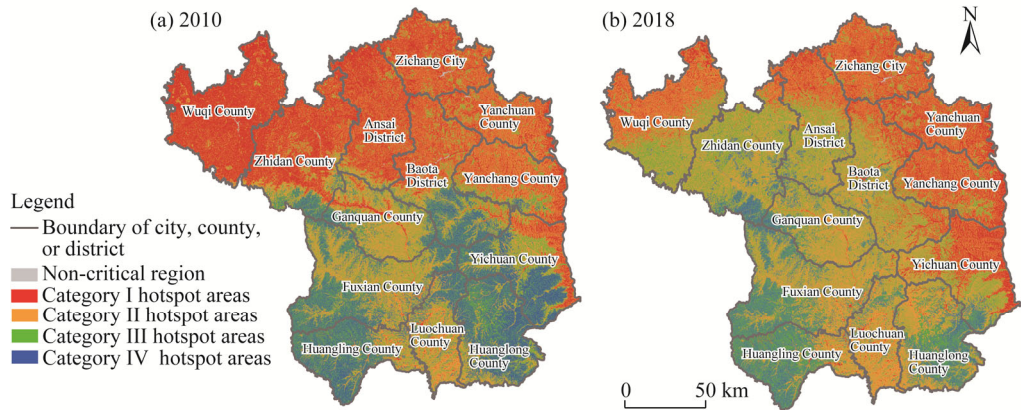 (a) 2010
Zichang City
Wuqi County
Yanchuan
County
Ansai
District
Zhidan County
Baota
District
Yanchang County
Ganquan County
Yichuan County
Fuxian County
Luochuan
County
Huangling County
Huanglong
County
Legend
Boundary of city, county,
or district
Non-critical region
Category I hotspot areas
Category II hotspot areas
Category III hotspot areas
Category IV hotspot areas
(b) 2018
N
Zichang City
Wuqi County
Yanchuan
County
Ansai
District
Zhidan County
Baota
District
Yanchang County
Ganquan County
Yichuan County
Fuxian County
Luochuan
County
Huangling County
Huanglong
County
0 50 km